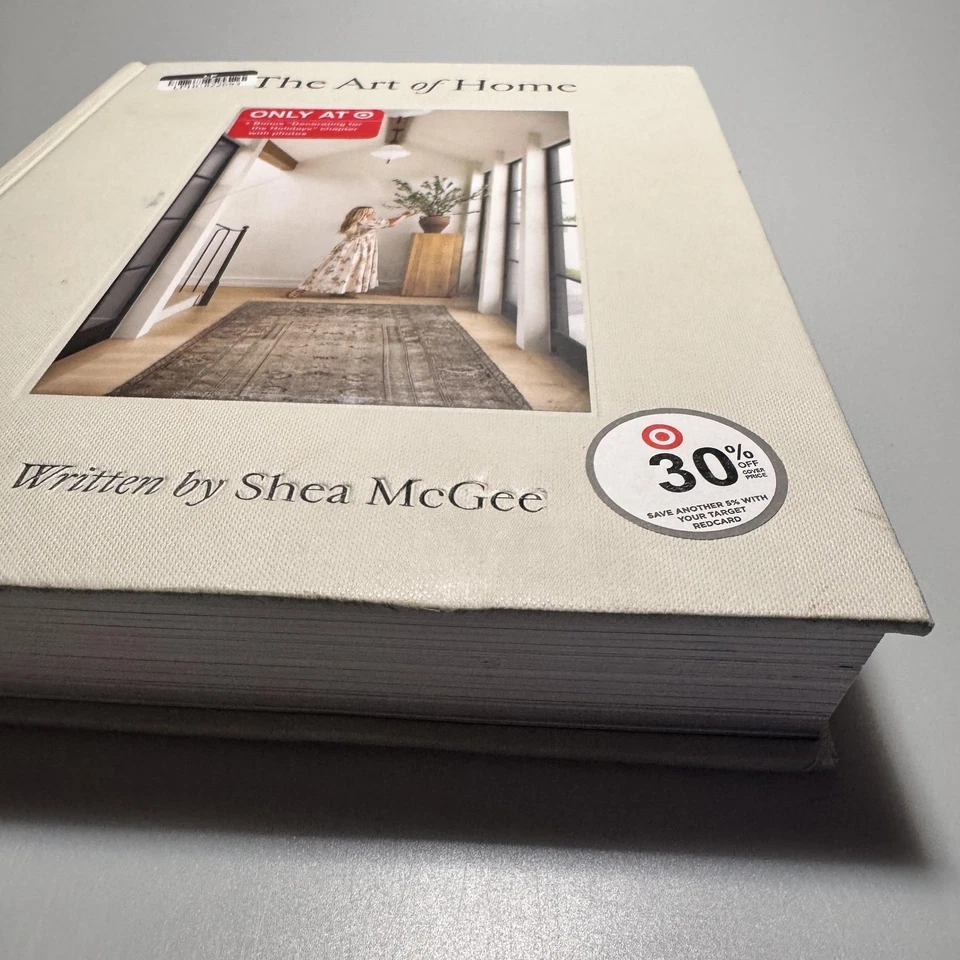 The Art of Home
ONLY AT
+ Bonus "Decorating for
the Holidays" chapter
with photos
Written by Shea McGee
30%
OFF
COVER
PRICE
SAVE ANOTHER 5% WITH
YOUR TARGET
REDCARD